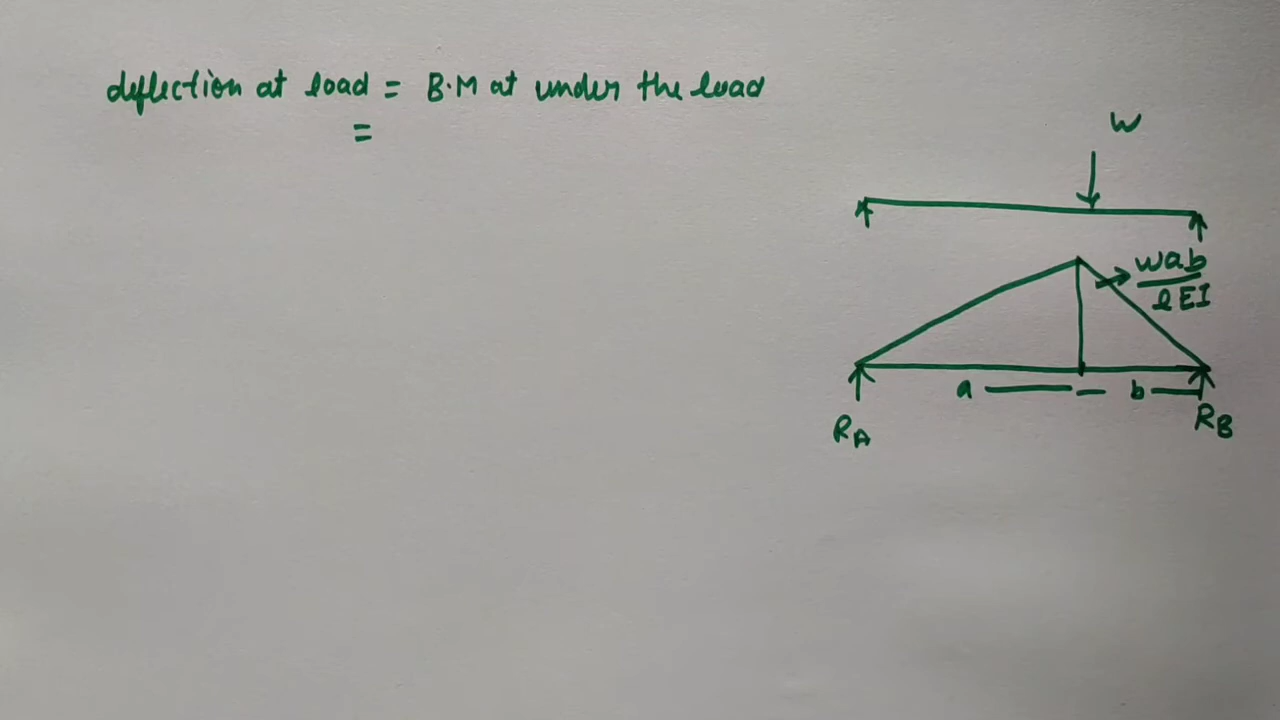 deflection at load = B.M at under the load
=
W
wab
lEI
a b
RA RB